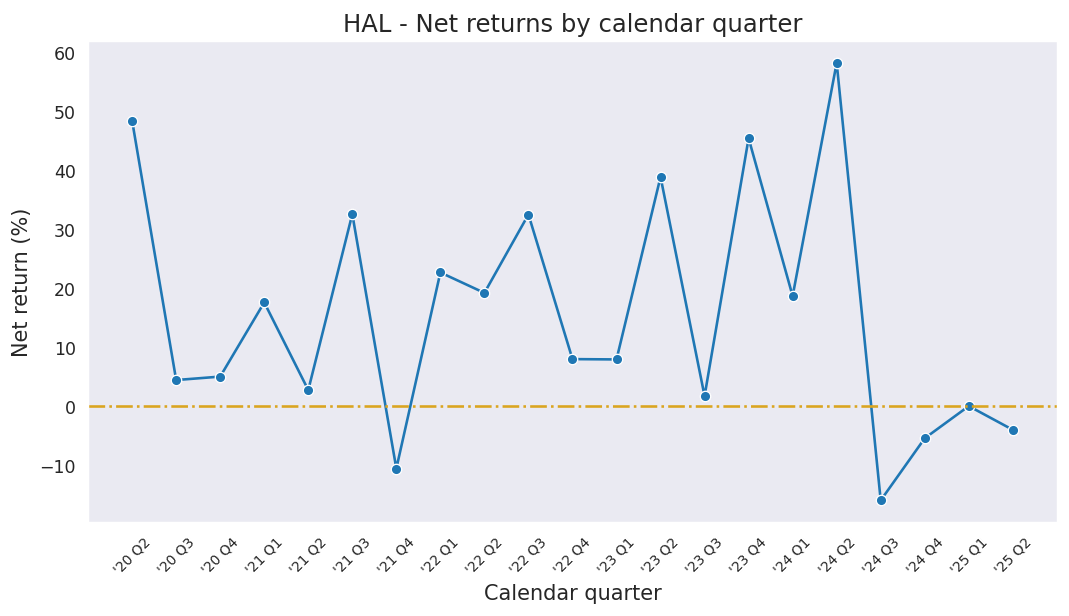 HAL - Net returns by calendar quarter
Net return (%)
60
50
40
30
20
10
0
−10
'20 Q2
'20 Q3
'20 Q4
'21 Q1
'21 Q2
'21 Q3
'21 Q4
'22 Q1
'22 Q2
'22 Q3
'22 Q4
'23 Q1
'23 Q2
'23 Q3
'23 Q4
'24 Q1
'24 Q2
'24 Q3
'24 Q4
'25 Q1
'25 Q2
Calendar quarter